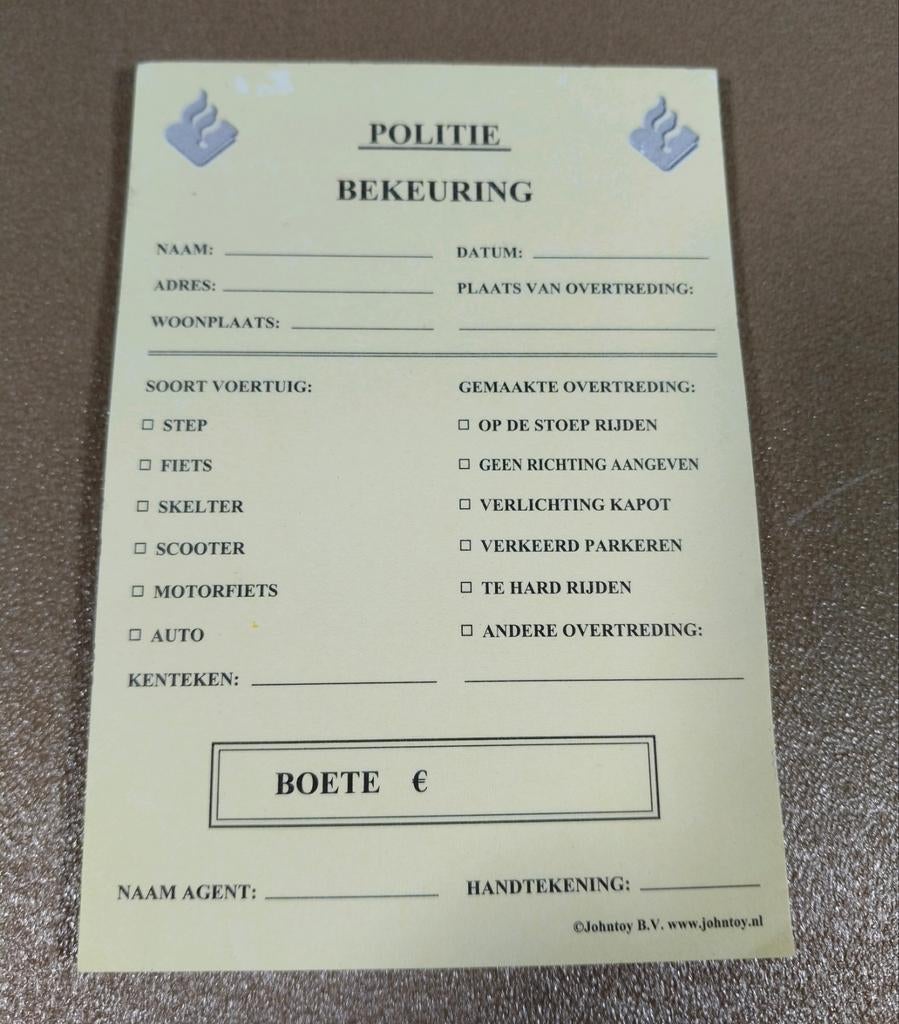 POLITIE
BEKEURING
NAAM: DATUM:
ADRES: PLAATS VAN OVERTREDING:
WOONPLAATS:
SOORT VOERTUIG: GEMAAKTE OVERTREDING:
☐ STEP ☐ OP DE STOEP RIJDEN
☐ FIETS ☐ GEEN RICHTING AANGEVEN
☐ SKELTER ☐ VERLICHTING KAPOT
☐ SCOOTER ☐ VERKEERD PARKEREN
☐ MOTORFIETS ☐ TE HARD RIJDEN
☐ AUTO ☐ ANDERE OVERTREDING:
KENTEKEN:
BOETE €
NAAM AGENT: HANDTEKENING:
©Johntoy B.V. www.johntoy.nl